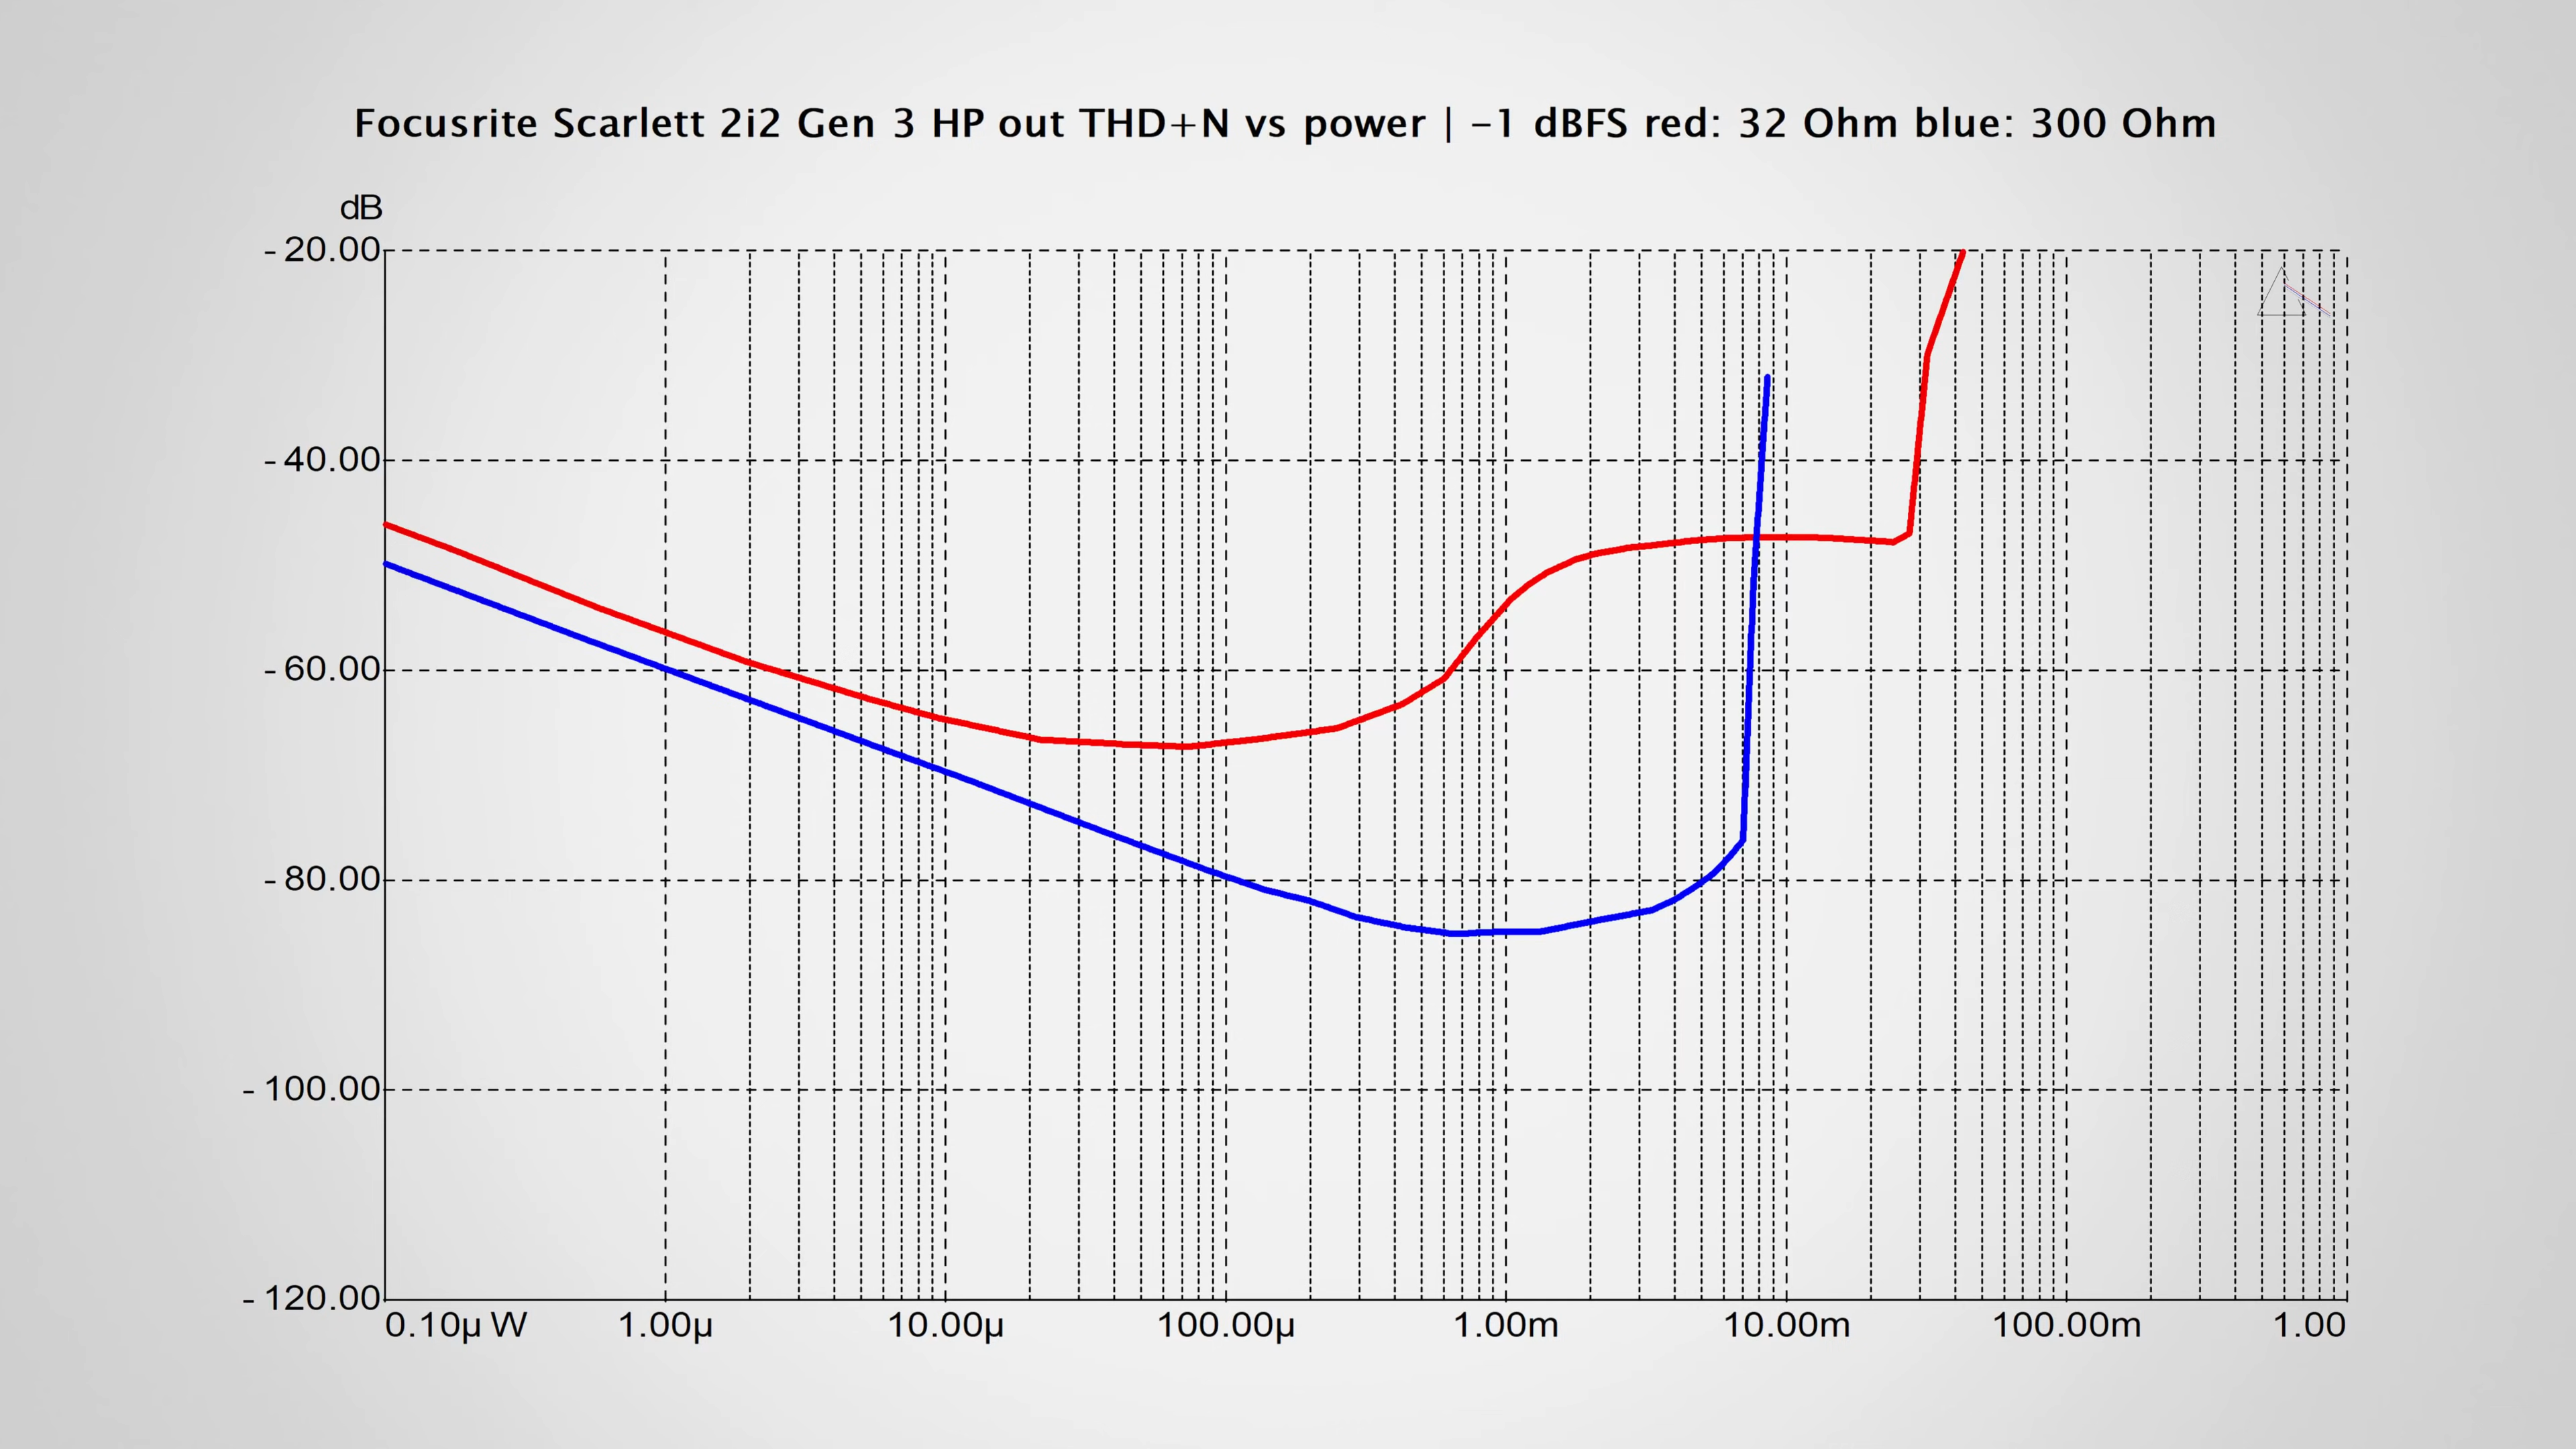 Focusrite Scarlett 2i2 Gen 3 HP out THD+N vs power | -1 dBFS red: 32 Ohm blue: 300 Ohm
dB
-20.00
-40.00
-60.00
-80.00
-100.00
-120.00
0.10µ W 1.00µ 10.00µ 100.00µ 1.00m 10.00m 100.00m 1.00